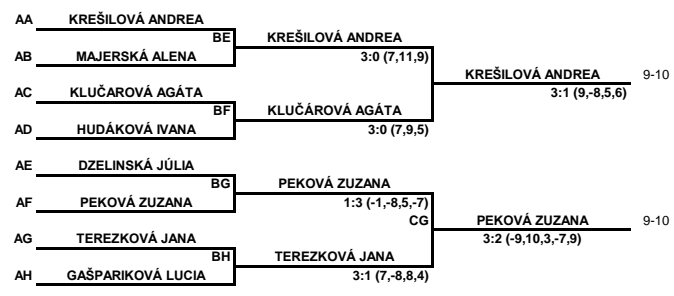 AA KREŠILOVÁ ANDREA
BE KREŠILOVÁ ANDREA
AB MAJERSKÁ ALENA 3:0 (7,11,9)
KREŠILOVÁ ANDREA 9-10
AC KLUČAROVÁ AGÁTA 3:1 (9,-8,5,6)
BF KLUČÁROVÁ AGÁTA
AD HUDÁKOVÁ IVANA 3:0 (7,9,5)
AE DZELINSKÁ JÚLIA
BG PEKOVÁ ZUZANA
AF PEKOVÁ ZUZANA 1:3 (-1,-8,5,-7)
CG PEKOVÁ ZUZANA 9-10
AG TEREZKOVÁ JANA 3:2 (-9,10,3,-7,9)
BH TEREZKOVÁ JANA
AH GAŠPARIKOVÁ LUCIA 3:1 (7,-8,8,4)